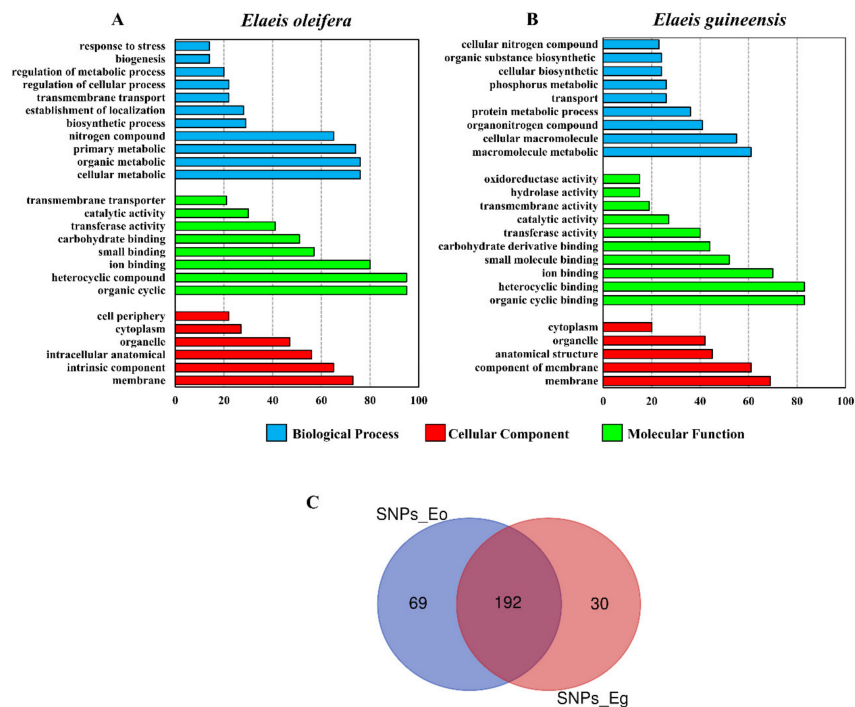 A
Elaeis oleifera
response to stress
biogenesis
regulation of metabolic process
regulation of cellular process
transmembrane transport
establishment of localization
biosynthetic process
nitrogen compound
primary metabolic
organic metabolic
cellular metabolic
transmembrane transporter
catalytic activity
transferase activity
carbohydrate binding
small binding
ion binding
heterocyclic compound
organic cyclic
cell periphery
cytoplasm
organelle
intracellular anatomical
intrinsic component
membrane
0 20 40 60 80 100
B
Elaeis guineensis
cellular nitrogen compound
organic substance biosynthetic
cellular biosynthetic
phosphorus metabolic
transport
protein metabolic process
organonitrogen compound
cellular macromolecule
macromolecule metabolic
oxidoreductase activity
hydrolase activity
transmembrane activity
catalytic activity
transferase activity
carbohydrate derivative binding
small molecule binding
ion binding
heterocyclic binding
organic cyclic binding
cytoplasm
organelle
anatomical structure
component of membrane
membrane
0 20 40 60 80 100
Biological Process Cellular Component Molecular Function
C
SNPs_Eo
69 192 30
SNPs_Eg